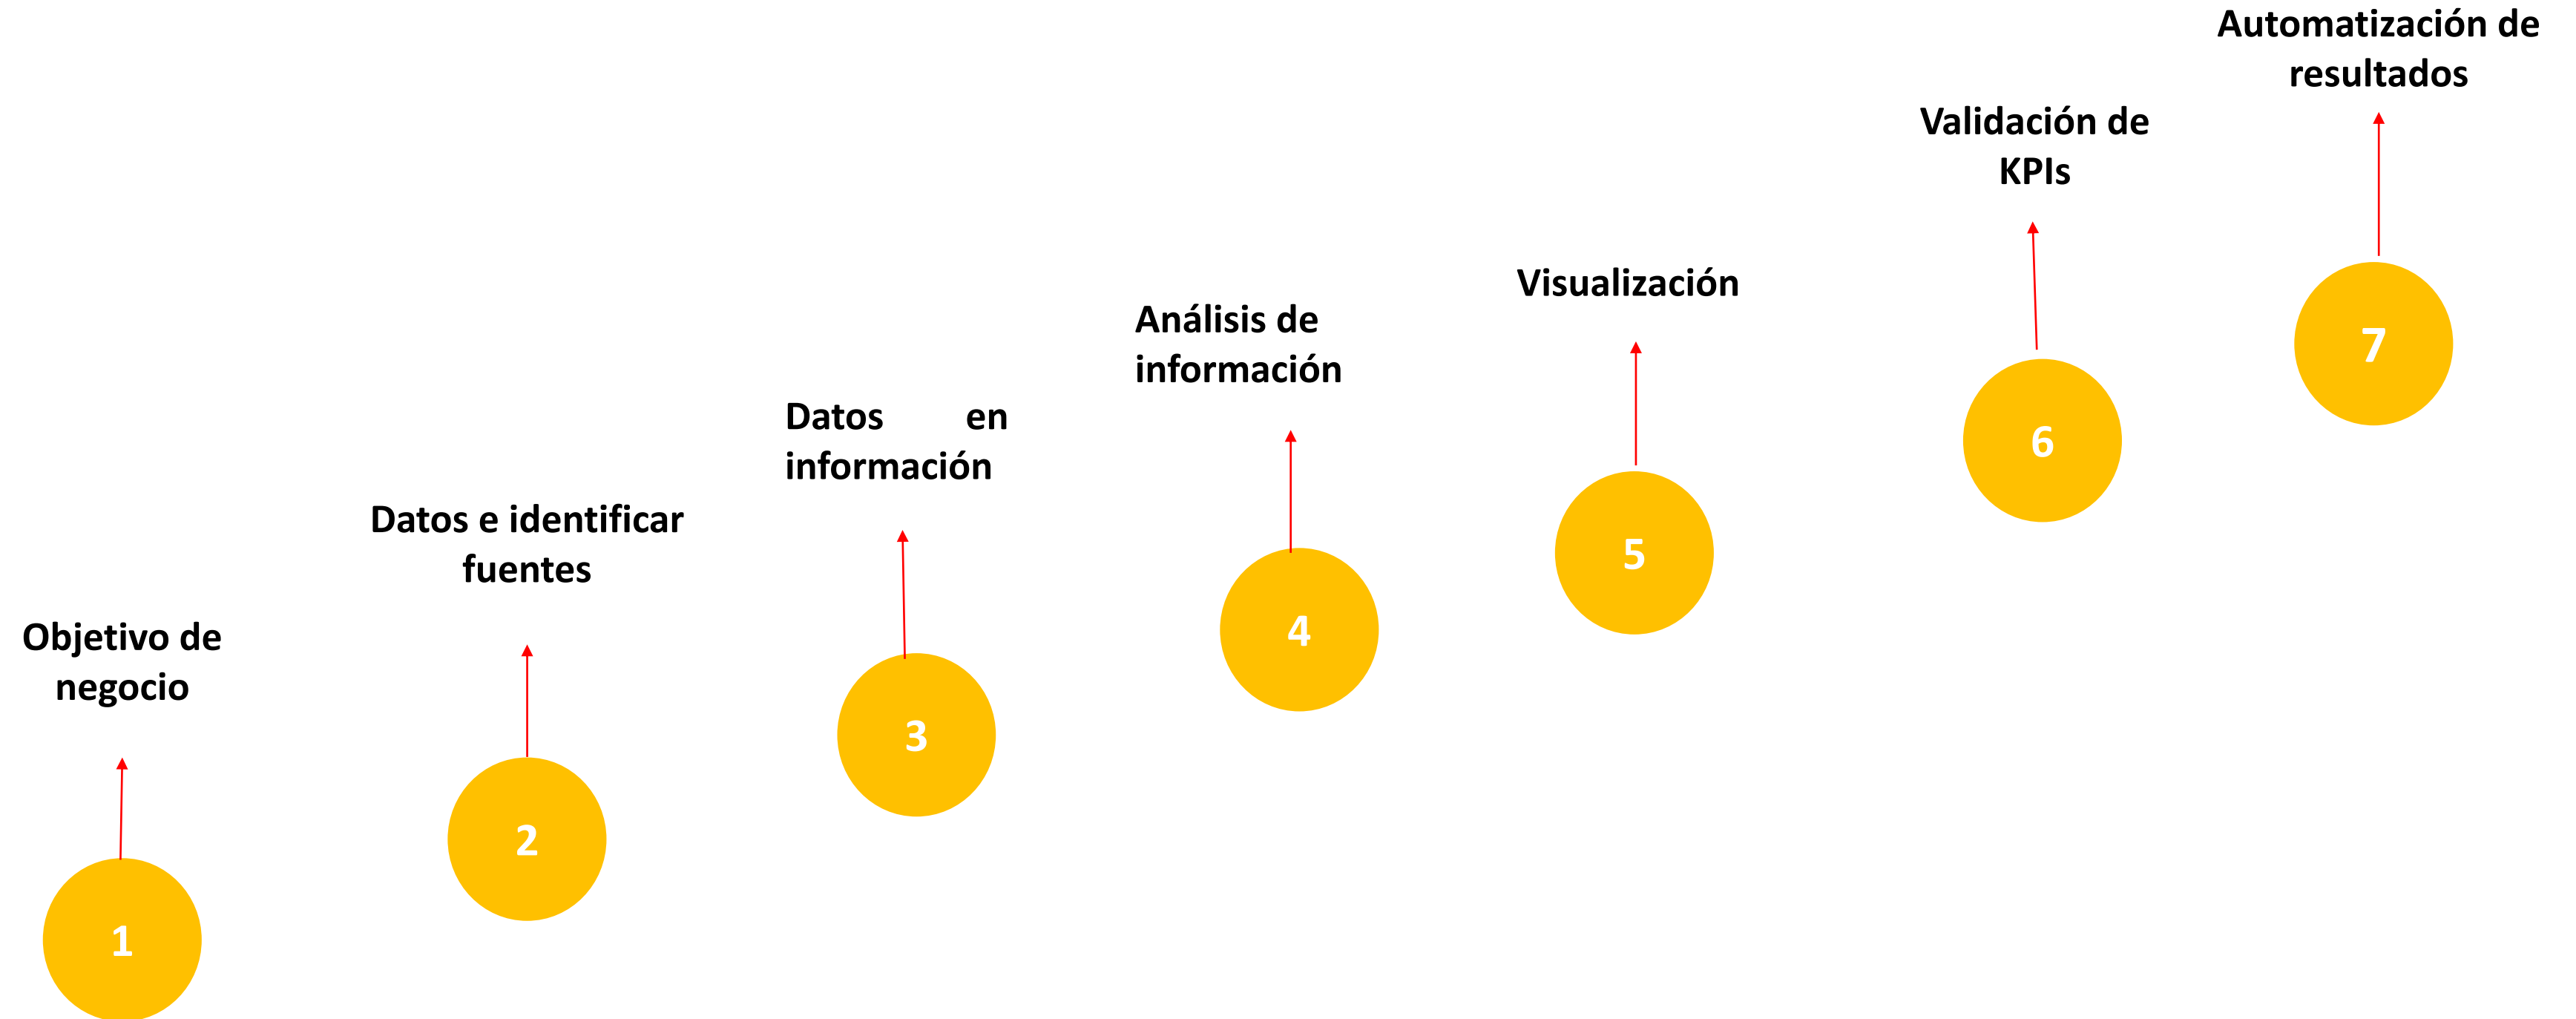 Objetivo de
negocio
1
Datos e identificar
fuentes
2
Datos en
información
3
Análisis de
información
4
Visualización
5
Validación de
KPIs
6
Automatización de
resultados
7